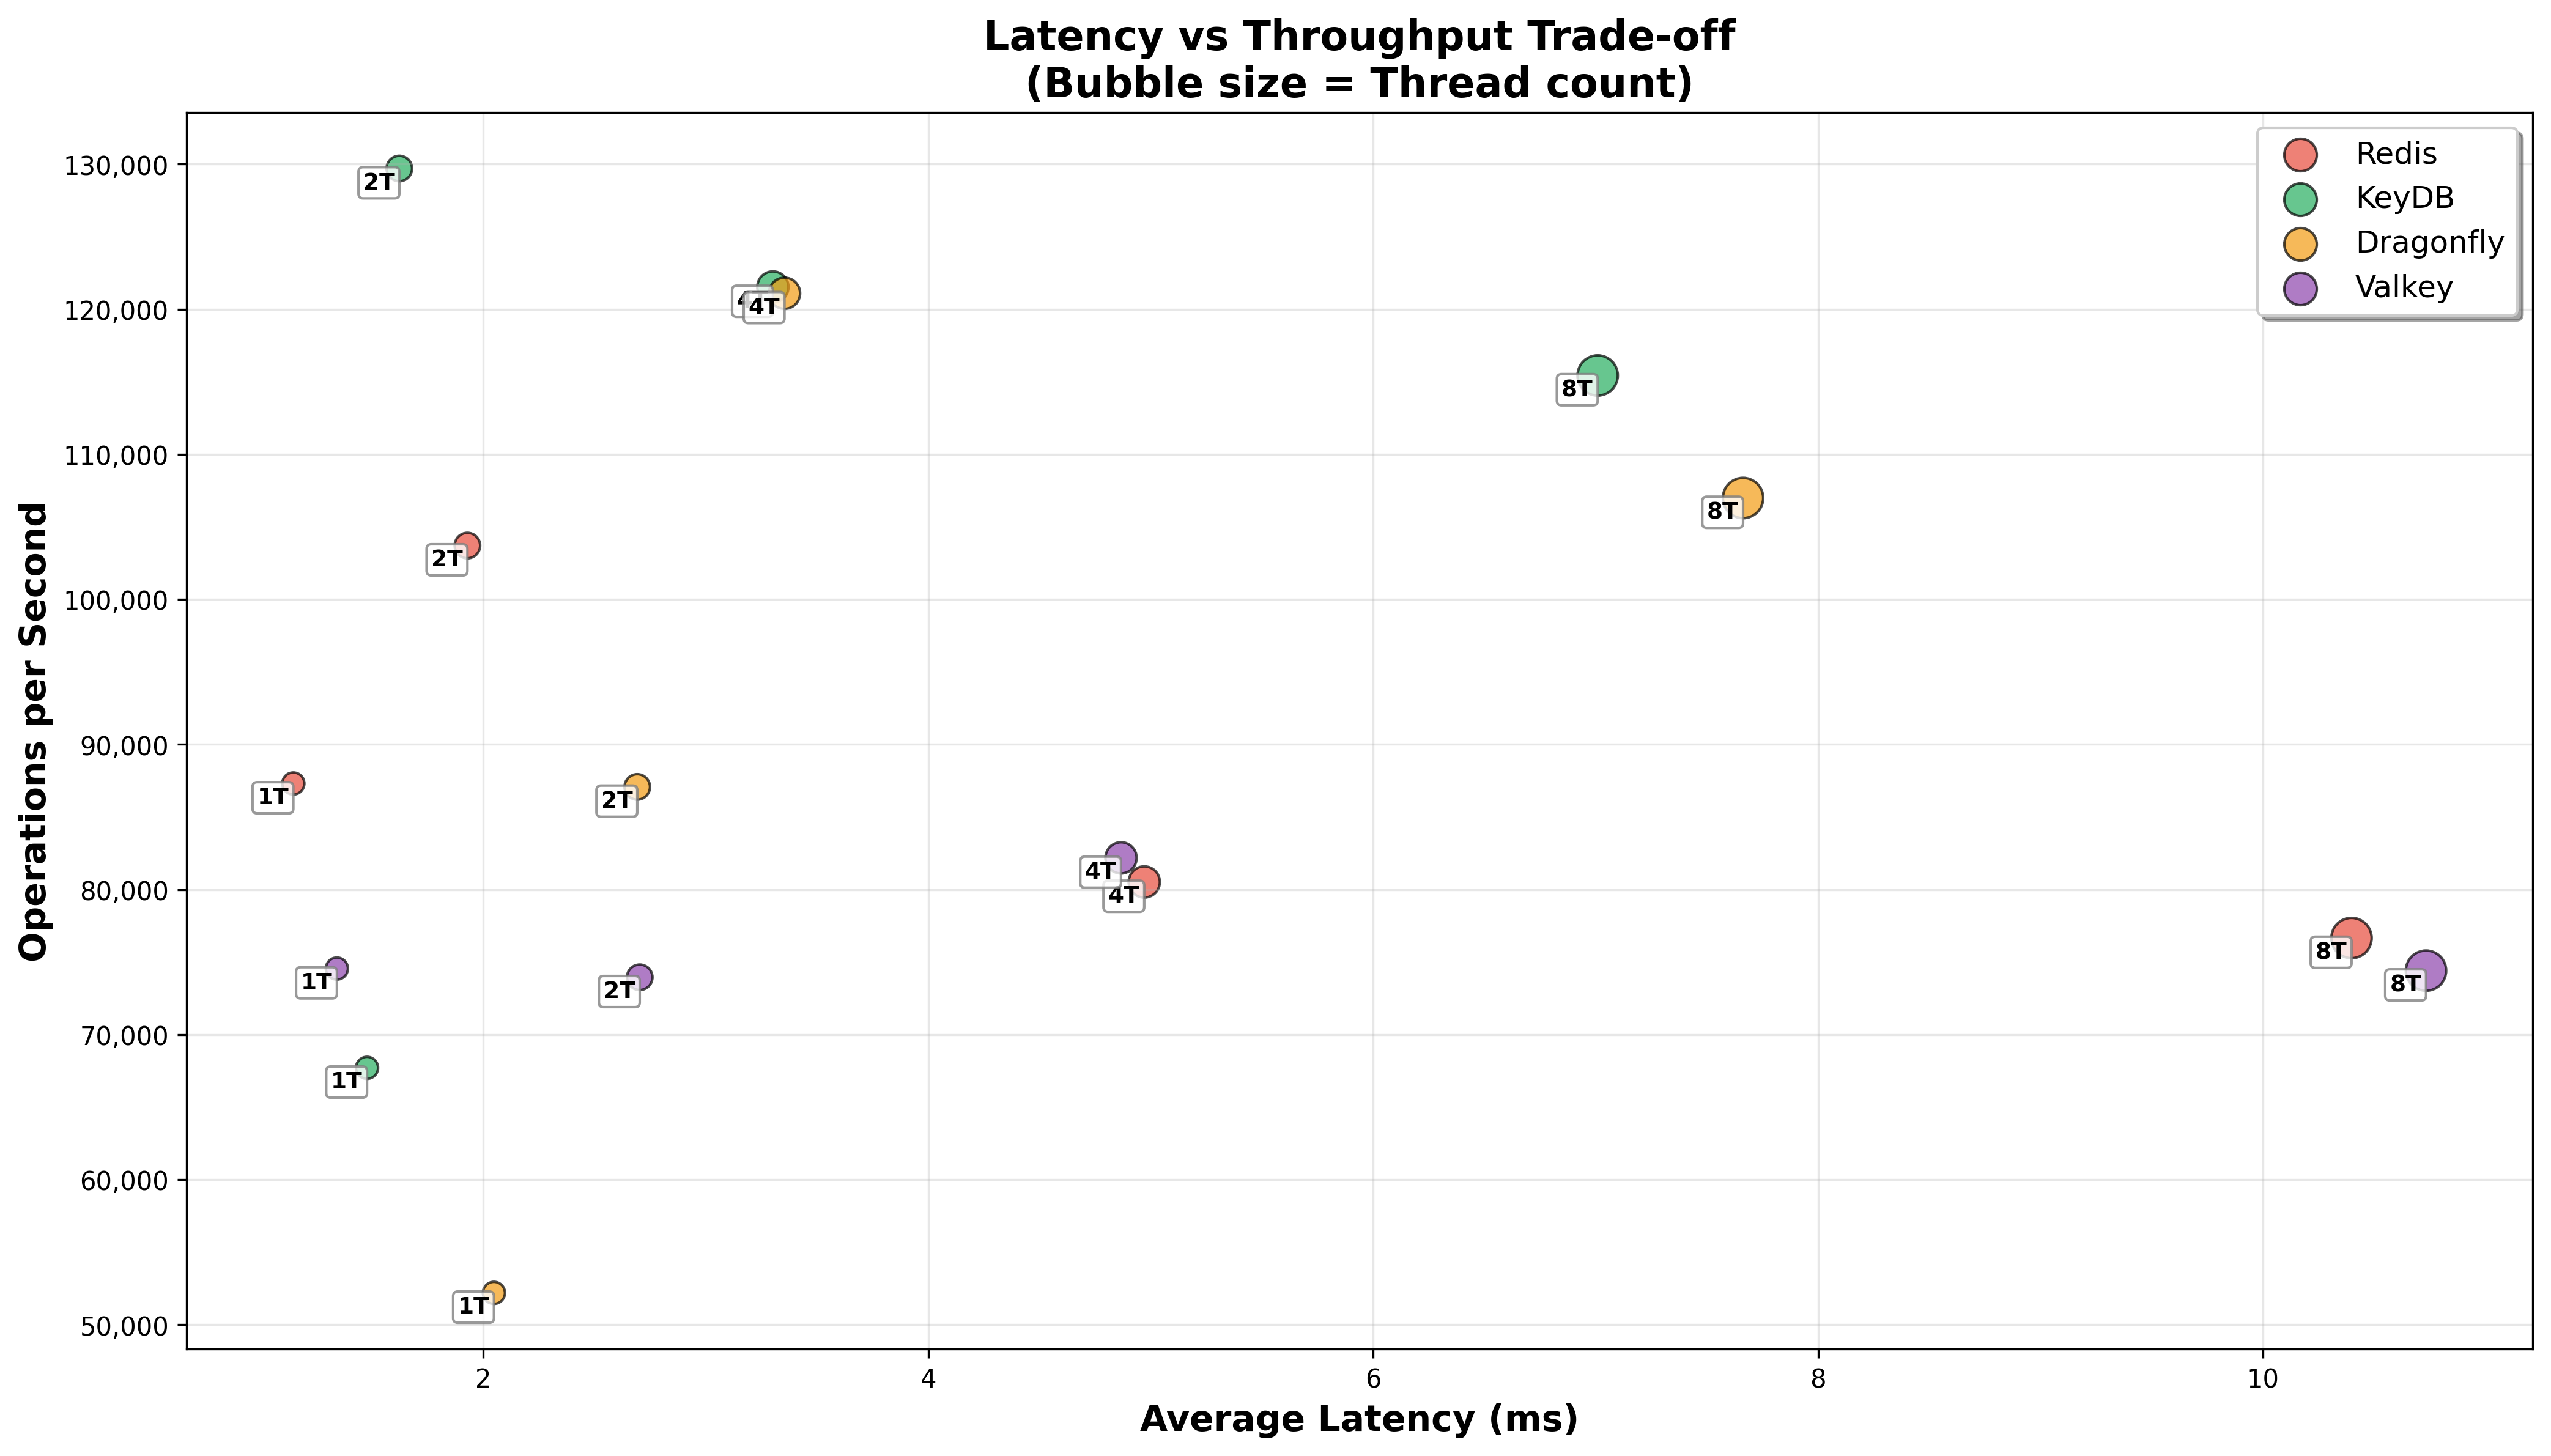 Latency vs Throughput Trade-off
(Bubble size = Thread count)
Redis
KeyDB
Dragonfly
Valkey
130,000
120,000
110,000
100,000
90,000
80,000
70,000
60,000
50,000
Operations per Second
2T
4T
8T
8T
2T
1T
2T
4T
4T
8T
8T
1T
2T
1T
1T
2
4
6
8
10
Average Latency (ms)